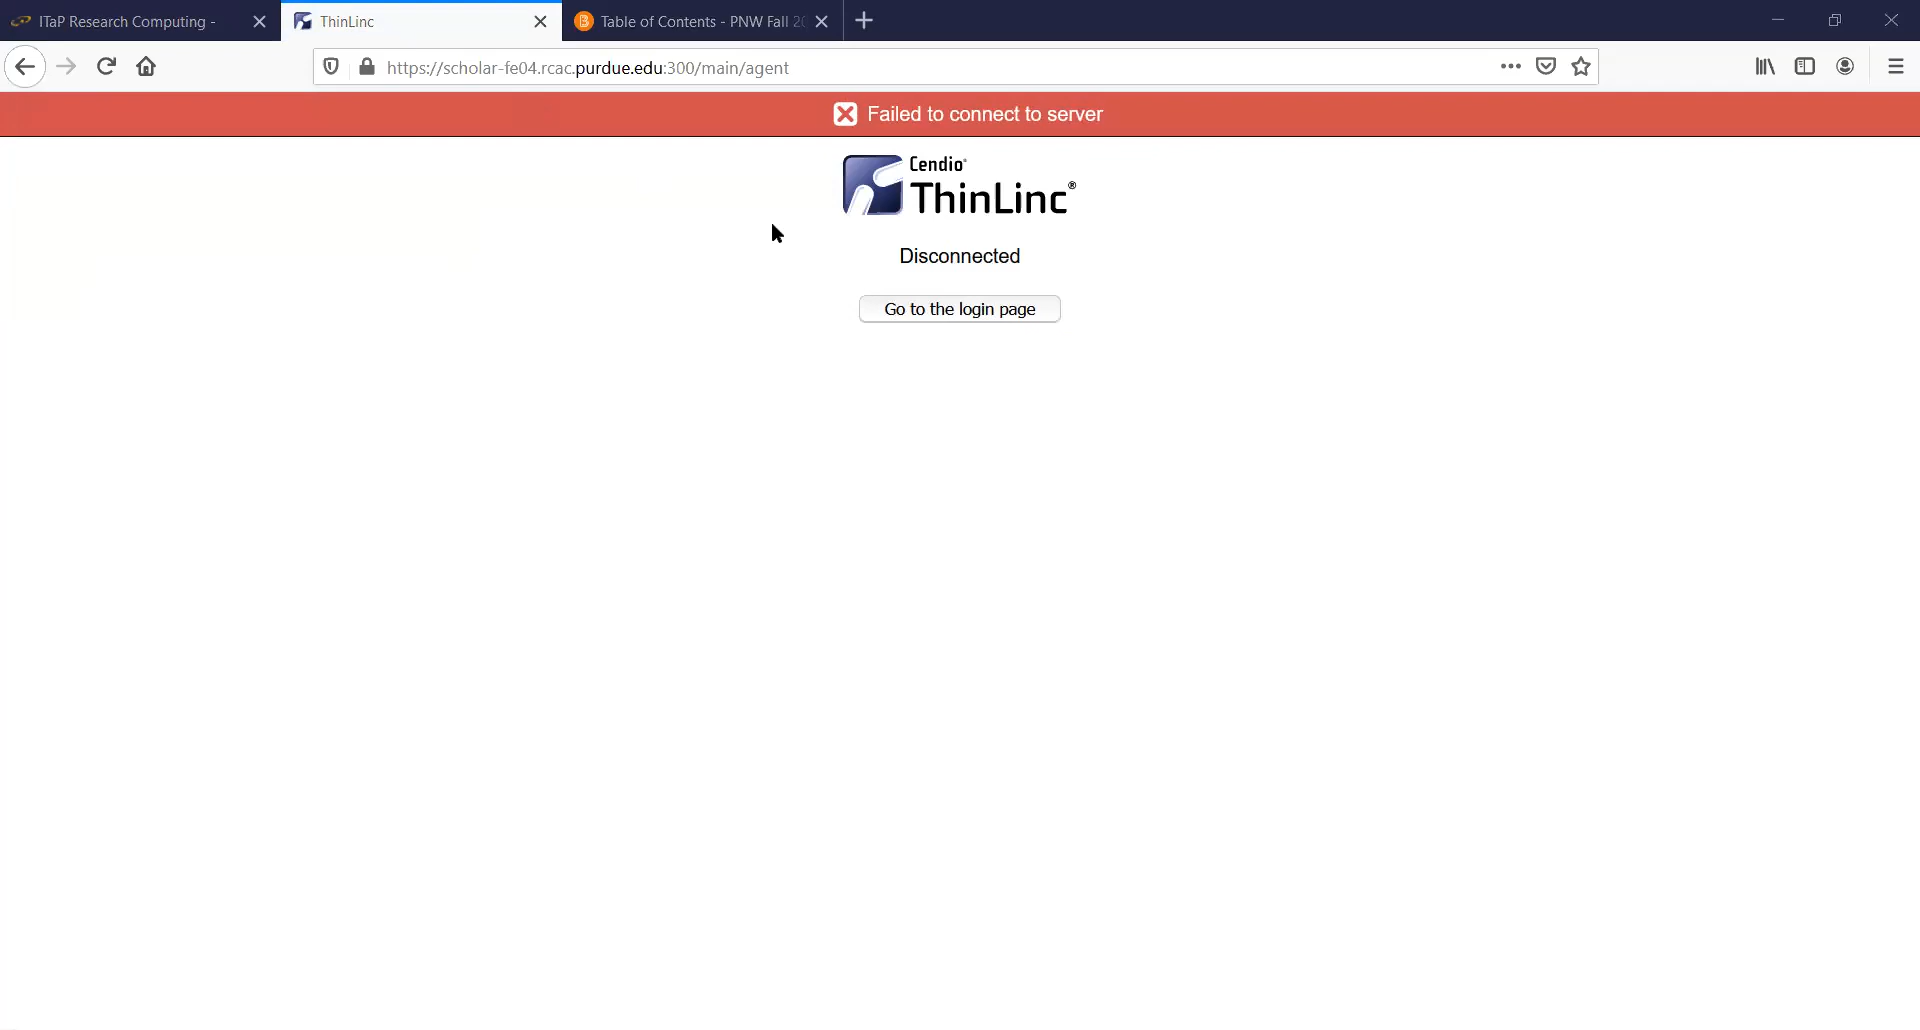 ITaP Research Computing -
ThinLinc
Table of Contents - PNW Fall 20
https://scholar-fe04.rcac.purdue.edu:300/main/agent
Failed to connect to server
Cendio®
ThinLinc®
Disconnected
Go to the login page